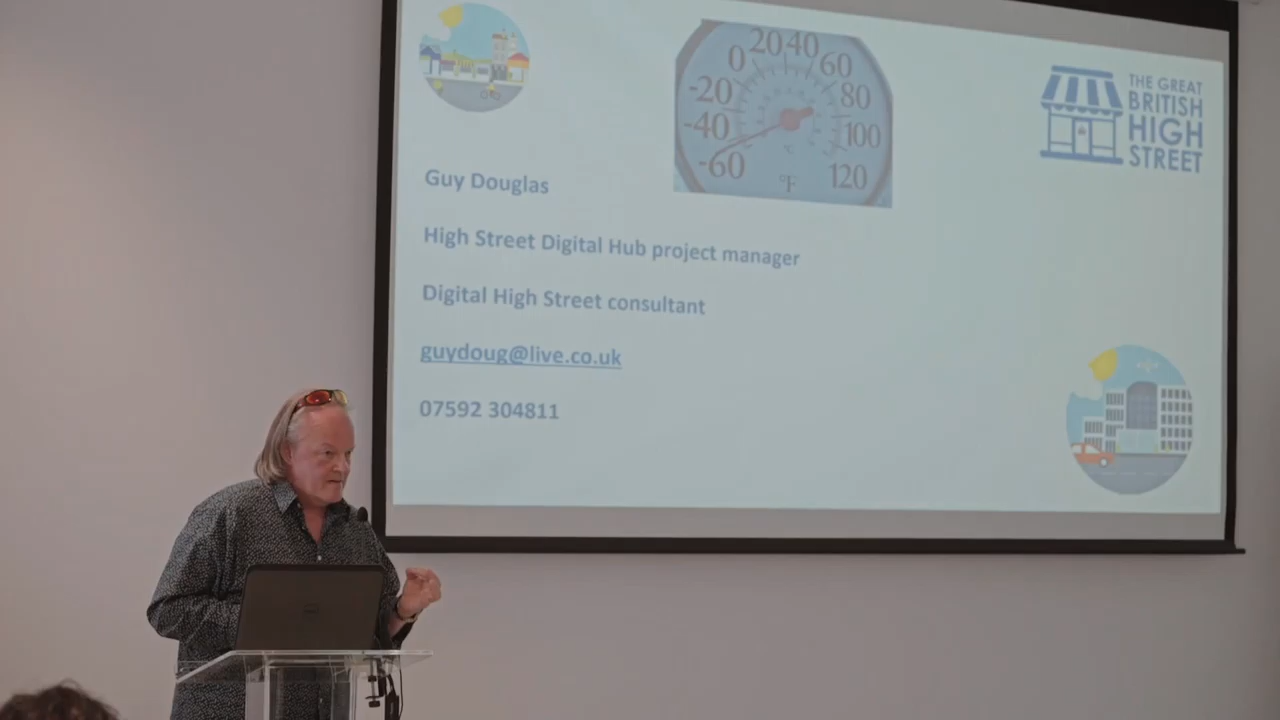 0 20 40 60
-20 80
-40 100
-60 120
°C
°F
THE GREAT
BRITISH
HIGH
STREET
Guy Douglas
High Street Digital Hub project manager
Digital High Street consultant
guydoug@live.co.uk
07592 304811